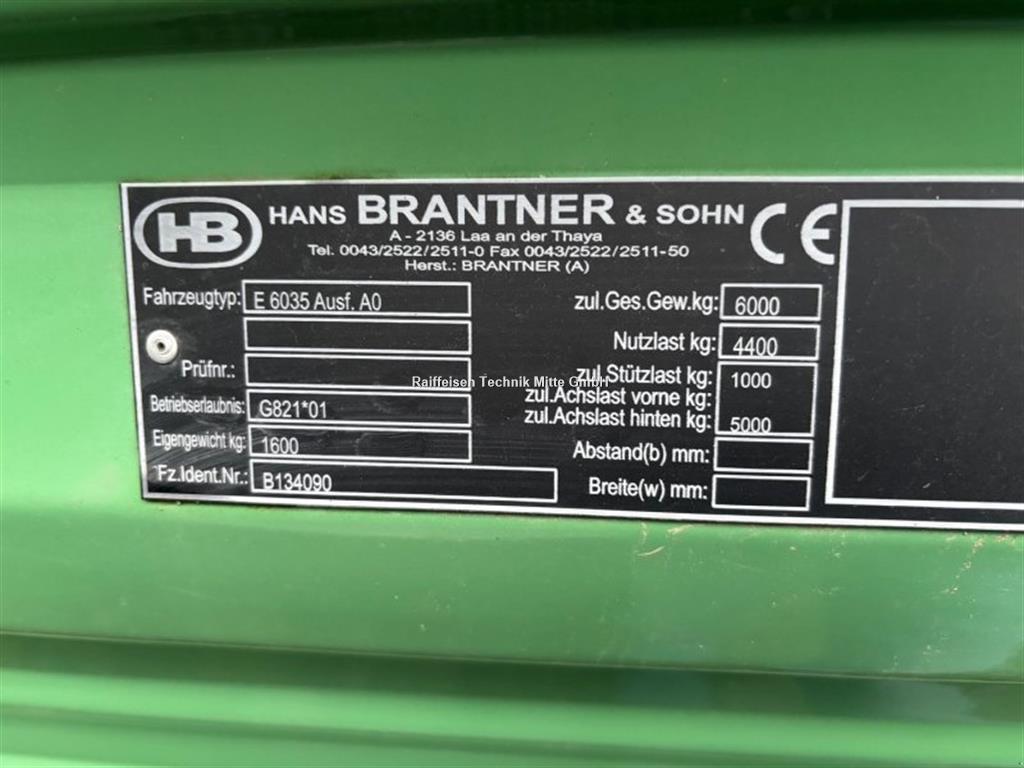 HB HANS BRANTNER & SOHN CE
A - 2136 Laa an der Thaya
Tel. 0043/2522/2511-0 Fax 0043/2522/2511-50
Herst.: BRANTNER (A)
Fahrzeugtyp: E 6035 Ausf. A0
Prüfnr.:
Betriebserlaubnis: G821*01
Eigengewicht kg: 1600
Fz.Ident.Nr.: B134090
zul.Ges.Gew.kg: 6000
Nutzlast kg: 4400
zul.Stützlast kg: 1000
zul.Achslast vorne kg:
zul.Achslast hinten kg: 5000
Abstand(b) mm:
Breite(w) mm:
Raiffeisen Technik Mitte GmbH